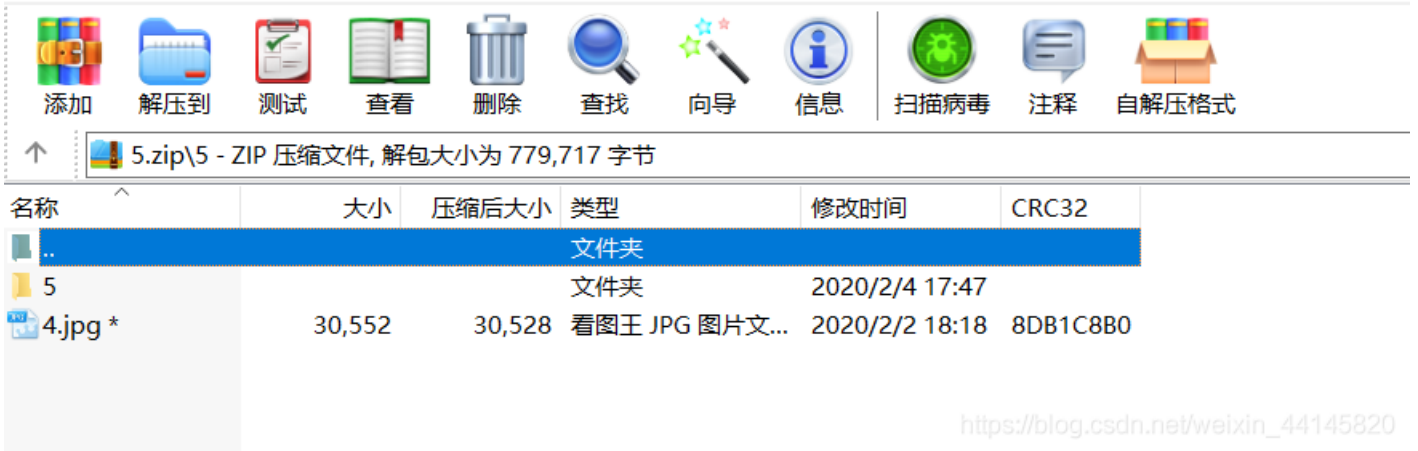 添加 解压到 测试 查看 删除 查找 向导 信息 扫描病毒 注释 自解压格式
5.zip\5 - ZIP 压缩文件, 解包大小为 779,717 字节
名称 大小 压缩后大小 类型 修改时间 CRC32
.. 文件夹
5 文件夹 2020/2/4 17:47
4.jpg * 30,552 30,528 看图王 JPG 图片文... 2020/2/2 18:18 8DB1C8B0
https://blog.csdn.net/weixin_44145820